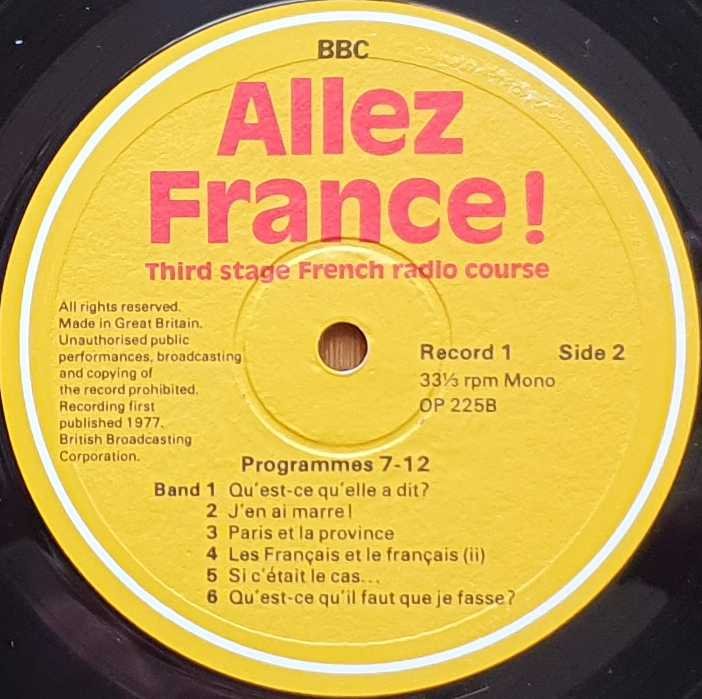 BBC
Allez
France!
Third stage French radio course
All rights reserved.
Made in Great Britain.
Unauthorised public
performances, broadcasting
and copying of
the record prohibited.
Recording first
published 1977.
British Broadcasting
Corporation.
Record 1 Side 2
33⅓ rpm Mono
OP 225B
Programmes 7-12
Band 1 Qu'est-ce qu'elle a dit?
2 J'en ai marre!
3 Paris et la province
4 Les Français et le français (ii)
5 Si c'était le cas...
6 Qu'est-ce qu'il faut que je fasse?